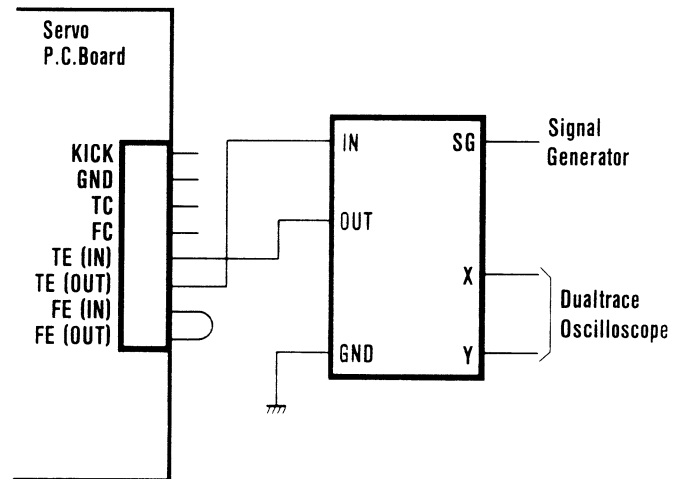 Servo
P.C.Board
KICK
GND
TC
FC
TE (IN)
TE (OUT)
FE (IN)
FE (OUT)
IN
OUT
GND
SG
X
Y
Signal
Generator
Dualtrace
Oscilloscope